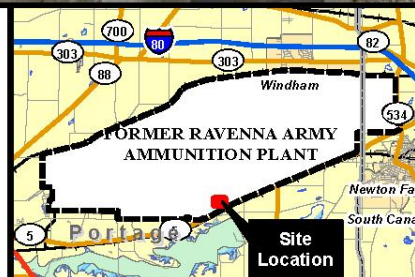 700
80
82
303
303
88
Windham
534
FORMER RAVENNA ARMY
AMMUNITION PLANT
Newton Fa
South Cana
5
Portage
5
Site
Location